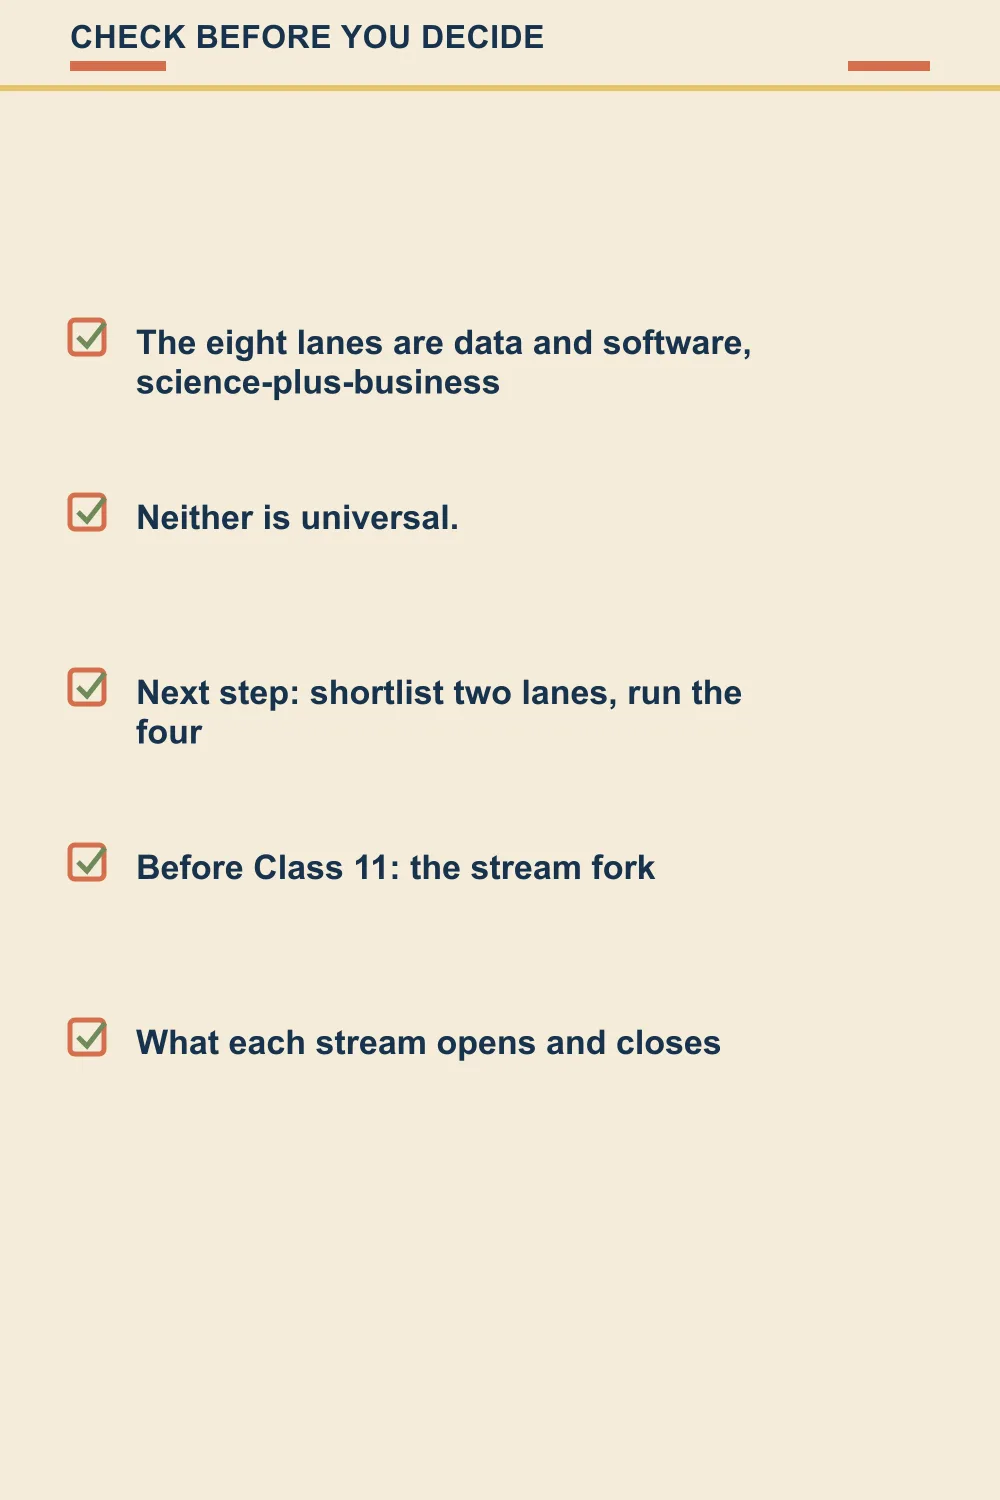 CHECK BEFORE YOU DECIDE
The eight lanes are data and software,
science-plus-business
Neither is universal.
Next step: shortlist two lanes, run the
four
Before Class 11: the stream fork
What each stream opens and closes